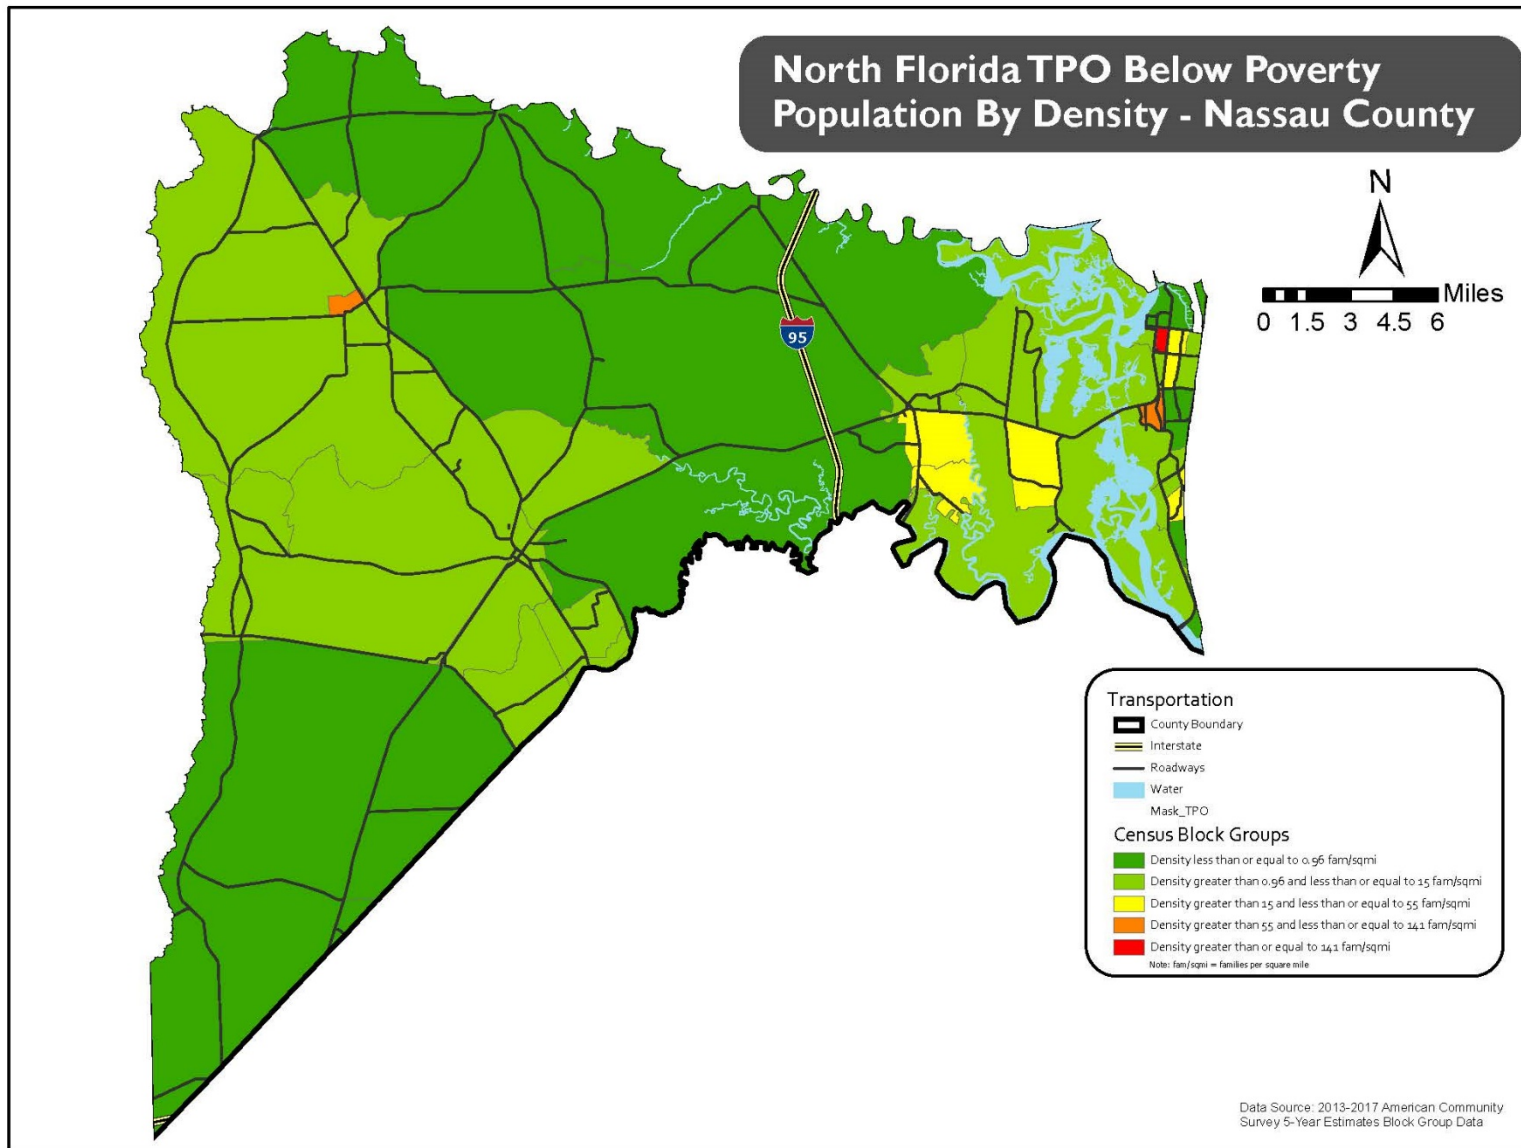 North Florida TPO Below Poverty
Population By Density - Nassau County
N
Miles
0 1.5 3 4.5 6
95
Transportation
County Boundary
Interstate
Roadways
Water
Mask_TPO
Census Block Groups
Density less than or equal to 0.96 fam/sqmi
Density greater than 0.96 and less than or equal to 15 fam/sqmi
Density greater than 15 and less than or equal to 55 fam/sqmi
Density greater than 55 and less than or equal to 141 fam/sqmi
Density greater than or equal to 141 fam/sqmi
Note: fam/sqmi = families per square mile
Data Source: 2013-2017 American Community
Survey 5-Year Estimates Block Group Data